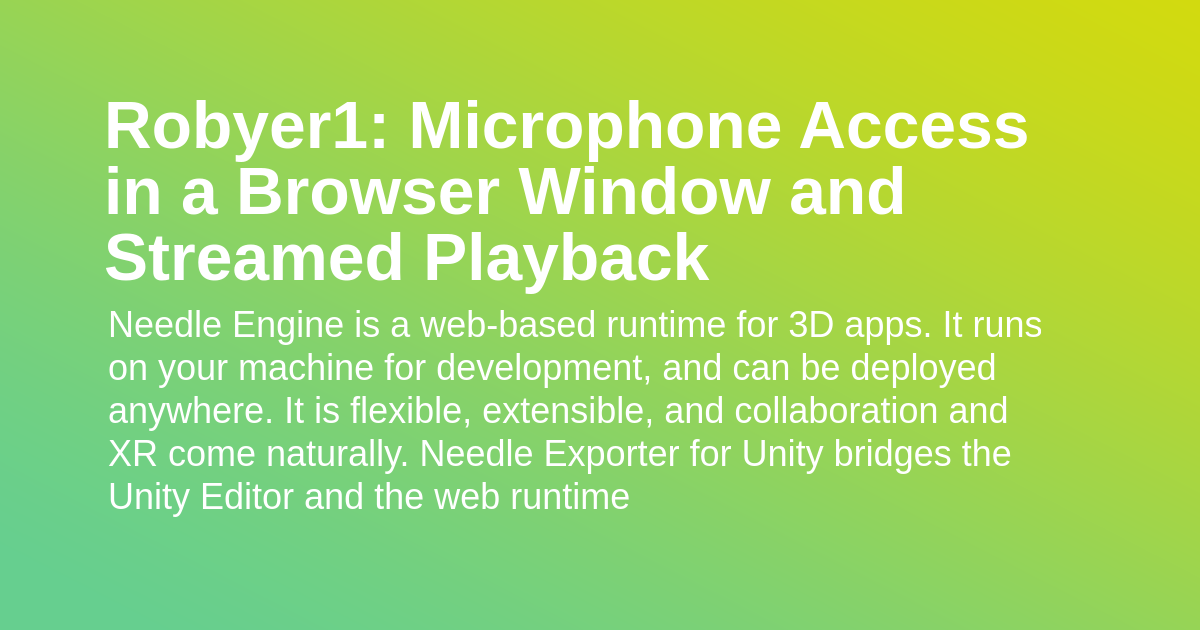 Robyer1: Microphone Access
in a Browser Window and
Streamed Playback
Needle Engine is a web-based runtime for 3D apps. It runs
on your machine for development, and can be deployed
anywhere. It is flexible, extensible, and collaboration and
XR come naturally. Needle Exporter for Unity bridges the
Unity Editor and the web runtime